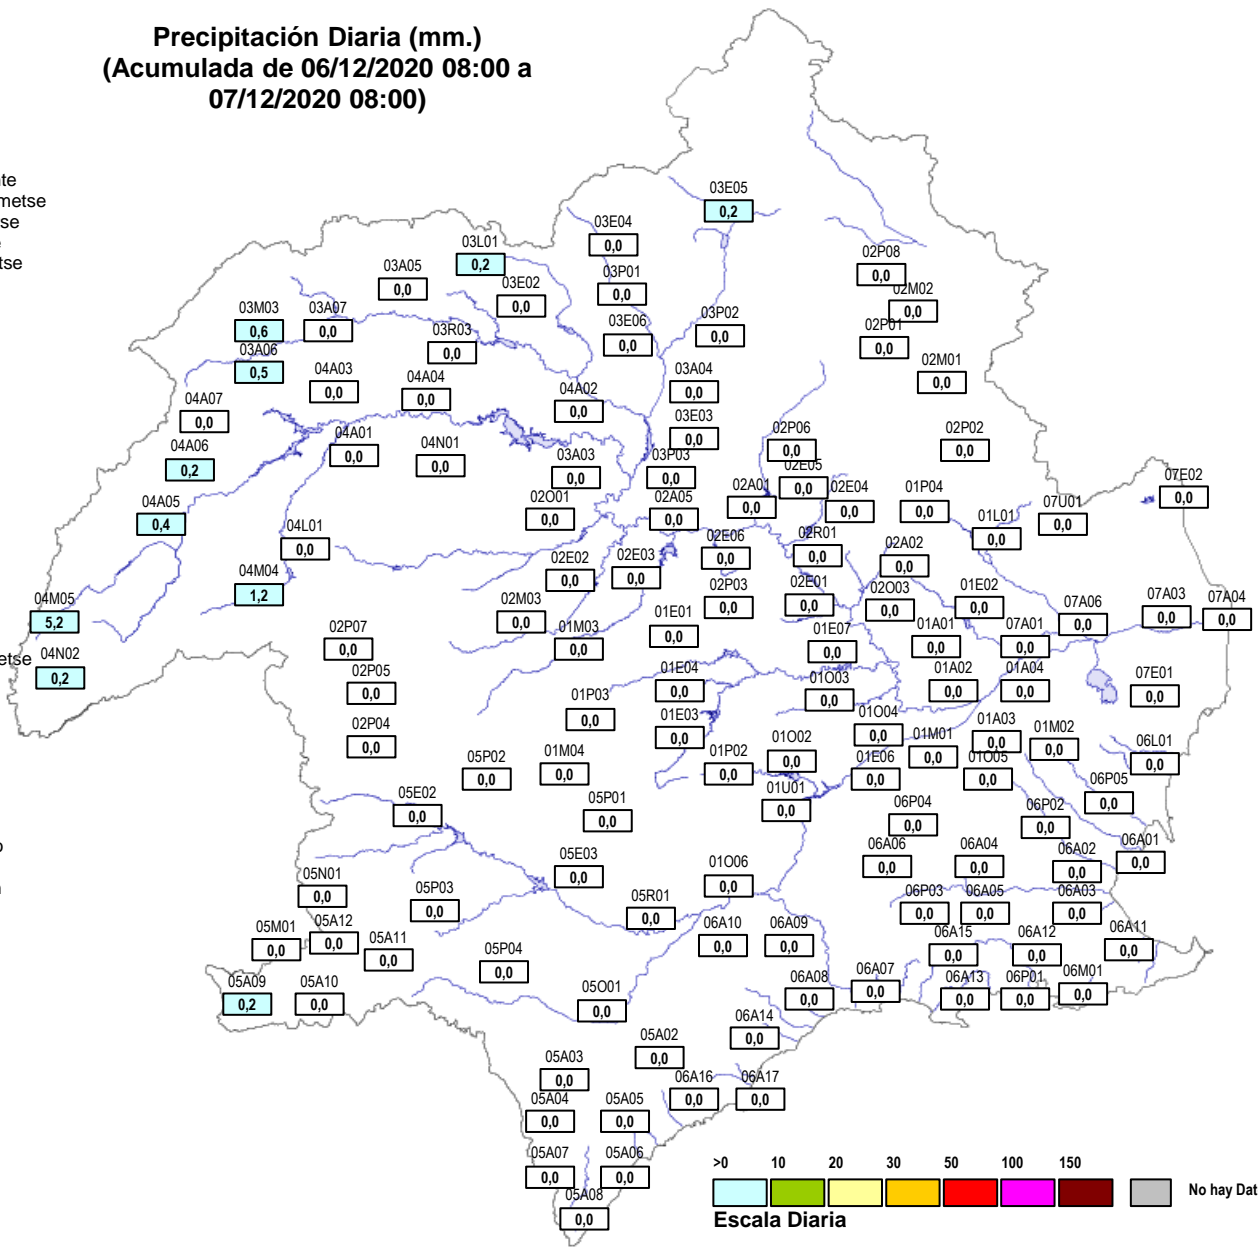 Precipitación Diaria (mm.)
(Acumulada de 06/12/2020 08:00 a
07/12/2020 08:00)
te
metse
se
tse
03E05
0,2
03E04
0,0
03L01
0,2
02P08
0,0
03A05
0,0
03P01
0,0
03E02
0,0
02M02
0,0
03M03
0,6
03A07
0,0
03P02
0,0
03E06
0,0
03R03
0,0
02P01
0,0
03A06
0,5
02M01
0,0
04A03
0,0
04A04
0,0
04A02
0,0
03A04
0,0
04A07
0,0
03E03
0,0
04A01
0,0
04N01
0,0
02P06
0,0
02P02
0,0
04A06
0,2
03A03
0,0
03P03
0,0
02E05
0,0
07E02
0,0
02A01
0,0
02E04
0,0
01P04
0,0
02O01
0,0
02A05
0,0
04A05
0,4
07U01
0,0
01L01
0,0
04L01
0,0
02E06
0,0
02R01
0,0
02A02
0,0
02E02
0,0
02E03
0,0
04M04
1,2
02P03
0,0
02E01
0,0
02O03
0,0
01E02
0,0
07A03
0,0
07A04
0,0
04M05
5,2
02M03
0,0
07A06
0,0
01E01
0,0
01M03
0,0
02P07
0,0
01E07
0,0
01A01
0,0
07A01
0,0
etse
04N02
0,2
02P05
0,0
01E04
0,0
01O03
0,0
01A02
0,0
01A04
0,0
07E01
0,0
01P03
0,0
01E03
0,0
02P04
0,0
01O04
0,0
01A03
0,0
01M02
0,0
01M01
0,0
06L01
0,0
05P02
0,0
01M04
0,0
01P02
0,0
01O02
0,0
01E06
0,0
01O05
0,0
05E02
0,0
05P01
0,0
01U01
0,0
06P05
0,0
06P04
0,0
06P02
0,0
o
05E03
0,0
01O06
0,0
06A06
0,0
06A04
0,0
06A02
0,0
06A01
0,0
05N01
0,0
05P03
0,0
05R01
0,0
06P03
0,0
06A05
0,0
06A03
0,0
05M01
0,0
05A12
0,0
05A11
0,0
06A10
0,0
06A09
0,0
06A15
0,0
06A12
0,0
06A11
0,0
05P04
0,0
05A09
0,2
05A10
0,0
05O01
0,0
06A08
0,0
06A07
0,0
06A13
0,0
06P01
0,0
06M01
0,0
06A14
0,0
05A02
0,0
05A03
0,0
06A16
0,0
06A17
0,0
05A04
0,0
05A05
0,0
05A07
0,0
05A06
0,0
05A08
0,0
>0 10 20 30 50 100 150
No hay Dat
Escala Diaria